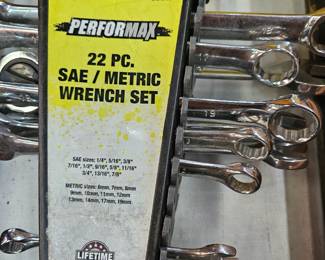 PERFORMAX
22 PC.
SAE / METRIC
WRENCH SET
SAE sizes: 1/4", 5/16", 3/8"
7/16", 1/2", 9/16", 5/8", 11/16"
3/4", 13/16", 7/8"
METRIC sizes: 6mm, 7mm, 8mm
9mm, 10mm, 11mm, 12mm
13mm, 14mm, 17mm, 19mm
LIFETIME
19